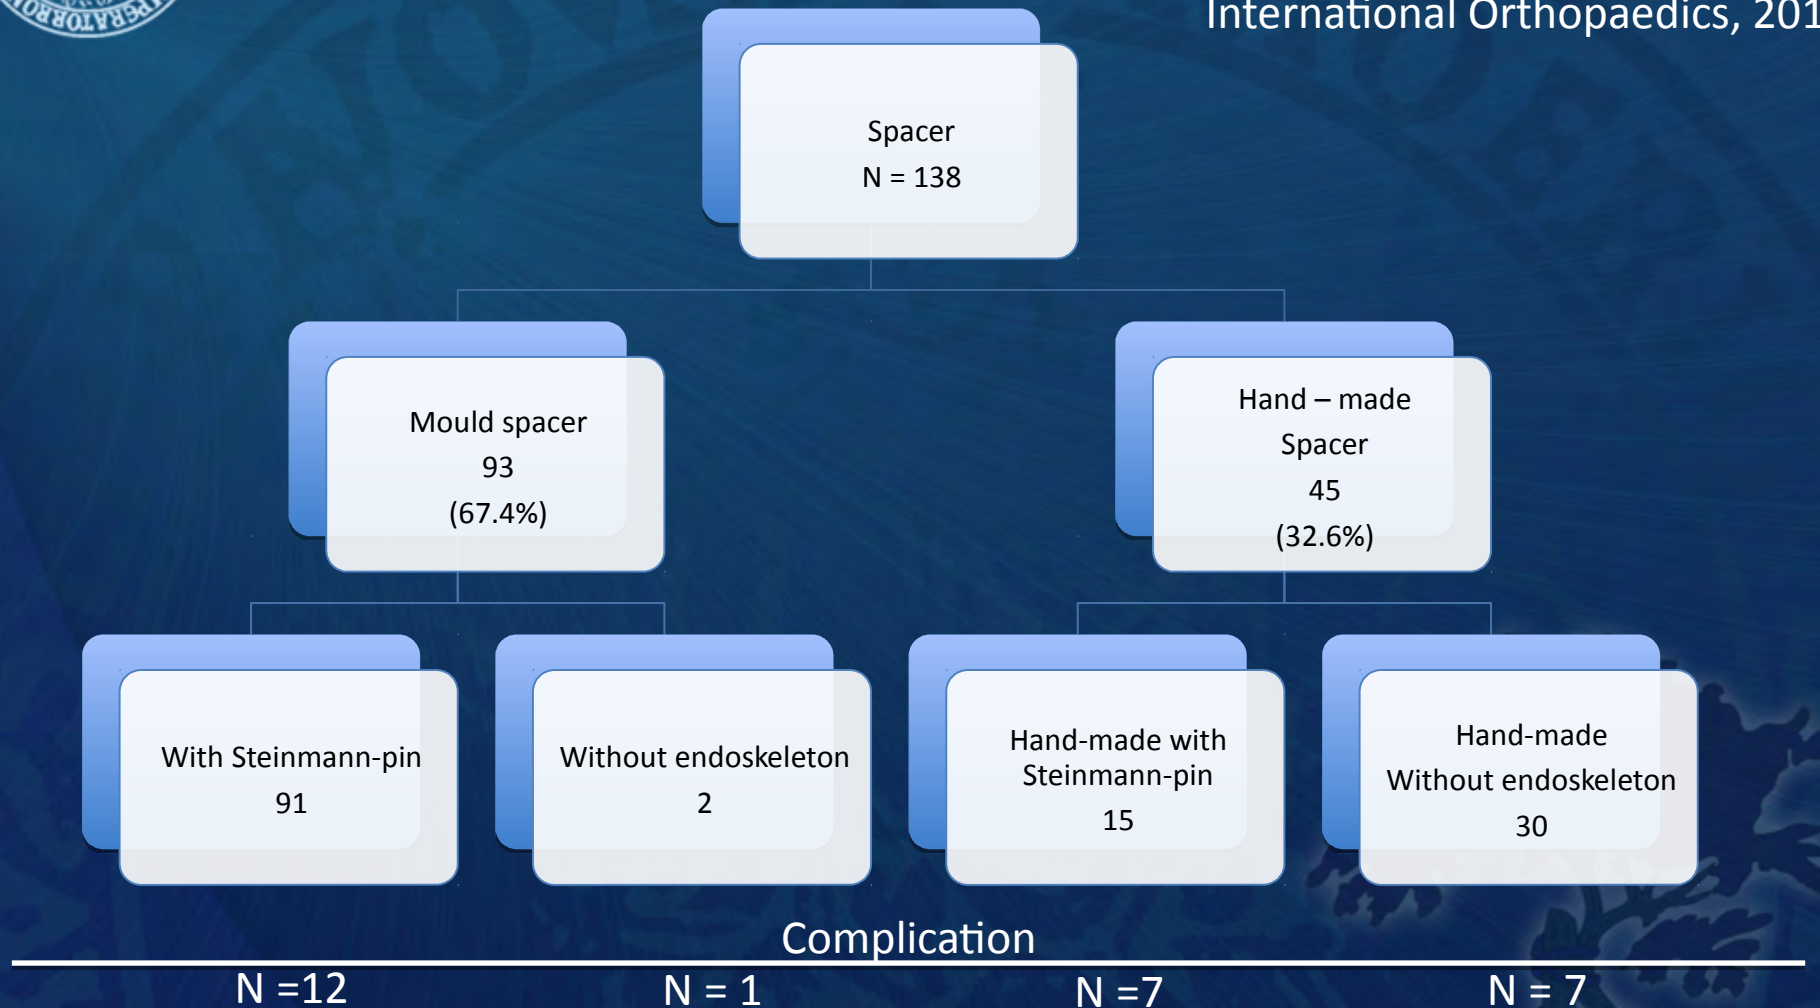 International Orthopaedics, 201
Spacer
N = 138
Mould spacer
93
(67.4%)
Hand – made
Spacer
45
(32.6%)
With Steinmann-pin
91
Without endoskeleton
2
Hand-made with
Steinmann-pin
15
Hand-made
Without endoskeleton
30
Complication
N =12
N = 1
N =7
N = 7